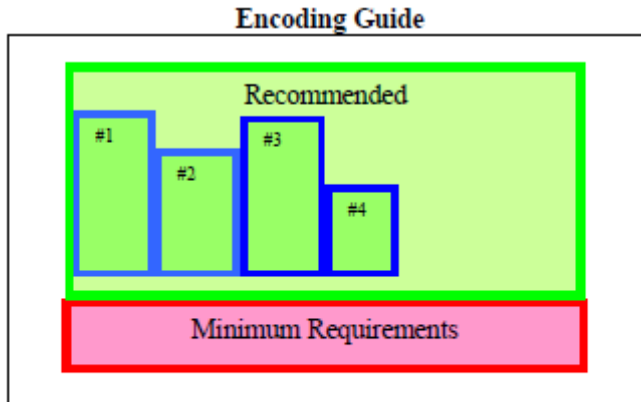 Encoding Guide
Recommended
#1
#2
#3
#4
Minimum Requirements